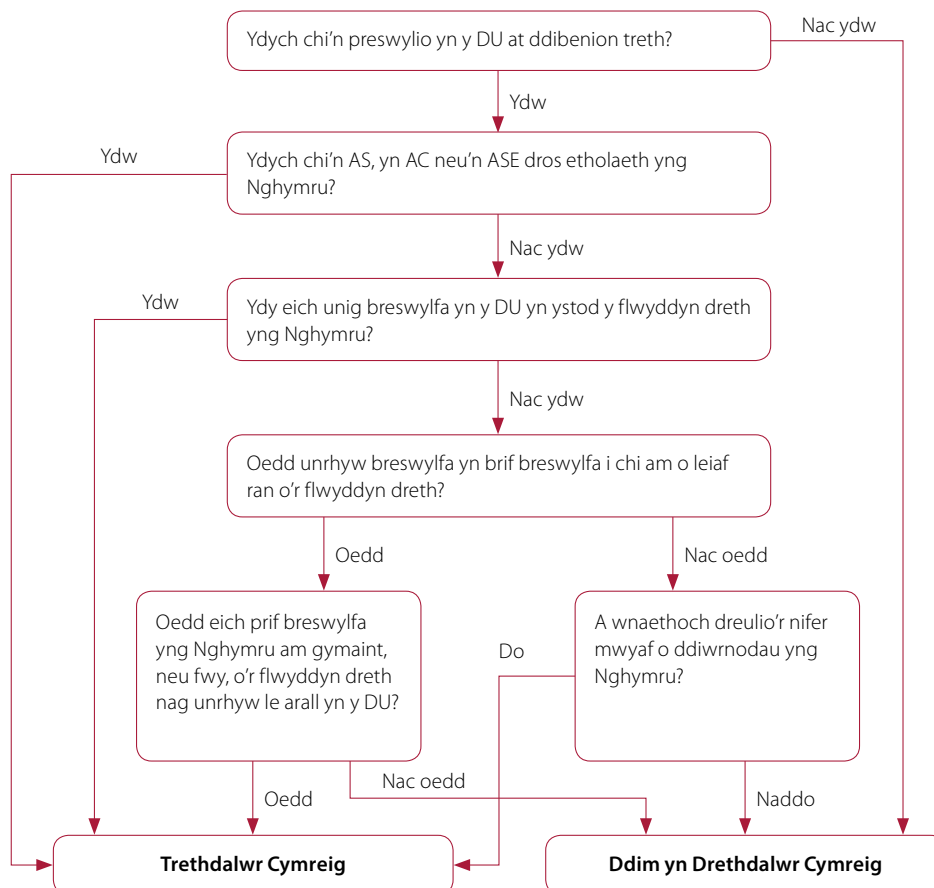 Ydych chi'n preswylio yn y DU at ddibenion treth?
Nac ydw
Ydw
Ydych chi'n AS, yn AC neu'n ASE dros etholaeth yng
Nghymru?
Ydw
Nac ydw
Ydy eich unig breswylfa yn y DU yn ystod y flwyddyn dreth
yng Nghymru?
Ydw
Nac ydw
Oedd unrhyw breswylfa yn brif breswylfa i chi am o leiaf
ran o'r flwyddyn dreth?
Oedd
Nac oedd
Oedd eich prif breswylfa
yng Nghymru am gymaint,
neu fwy, o'r flwyddyn dreth
nag unrhyw le arall yn y DU?
Do
A wnaethoch dreulio'r nifer
mwyaf o ddiwrnodau yng
Nghymru?
Oedd
Nac oedd
Naddo
Trethdalwr Cymreig
Ddim yn Drethdalwr Cymreig